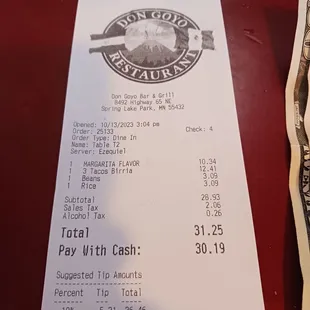 DON GOYO
RESTAURANT
Don Goyo Bar & Grill
8492 Highway 65 NE
Spring Lake Park, MN 55433
Opened: 10/13/2023 3:04 pm
Order: 25133 Check: 4
Order Type: Dine In
Name: Table T2
Server: Ezequiel
1 MARGARITA FLAVOR 10.34
1 3 Tacos Birria 12.41
1 Beans 3.09
1 Rice 3.09
Subtotal 28.93
Sales Tax 2.06
Alcohol Tax 0.26
Total 31.25
Pay With Cash: 30.19
Suggested Tip Amounts
Percent Tip Total